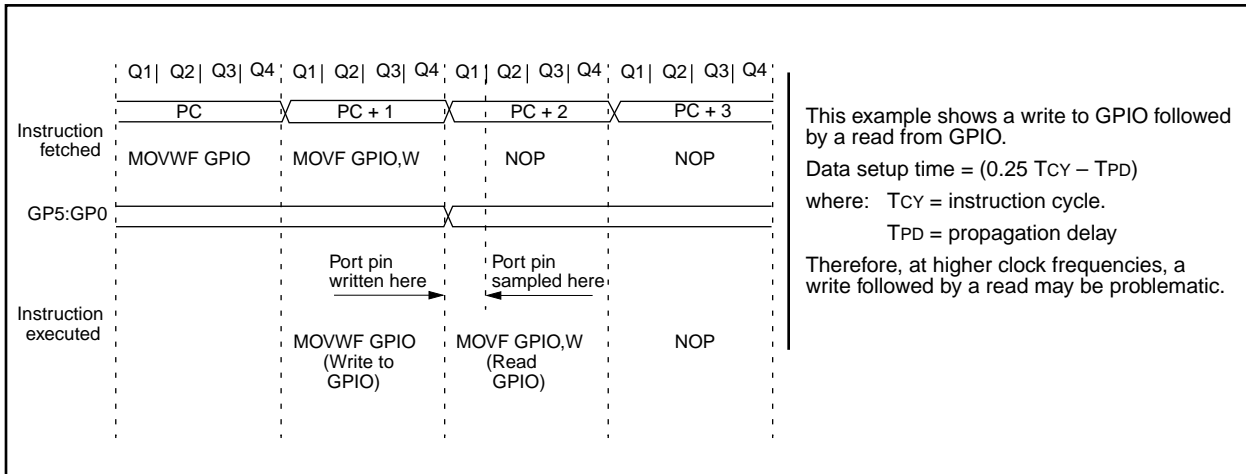 Q1| Q2| Q3| Q4 Q1| Q2| Q3| Q4 Q1| Q2| Q3| Q4 Q1| Q2| Q3| Q4
PC PC + 1 PC + 2 PC + 3
Instruction
fetched
MOVWF GPIO MOVF GPIO,W NOP NOP
GP5:GP0
Port pin
written here
Port pin
sampled here
Instruction
executed
MOVWF GPIO
(Write to
GPIO)
MOVF GPIO,W
(Read
GPIO)
NOP
This example shows a write to GPIO followed
by a read from GPIO.
Data setup time = (0.25 TCY – TPD)
where: TCY = instruction cycle.
TPD = propagation delay
Therefore, at higher clock frequencies, a
write followed by a read may be problematic.